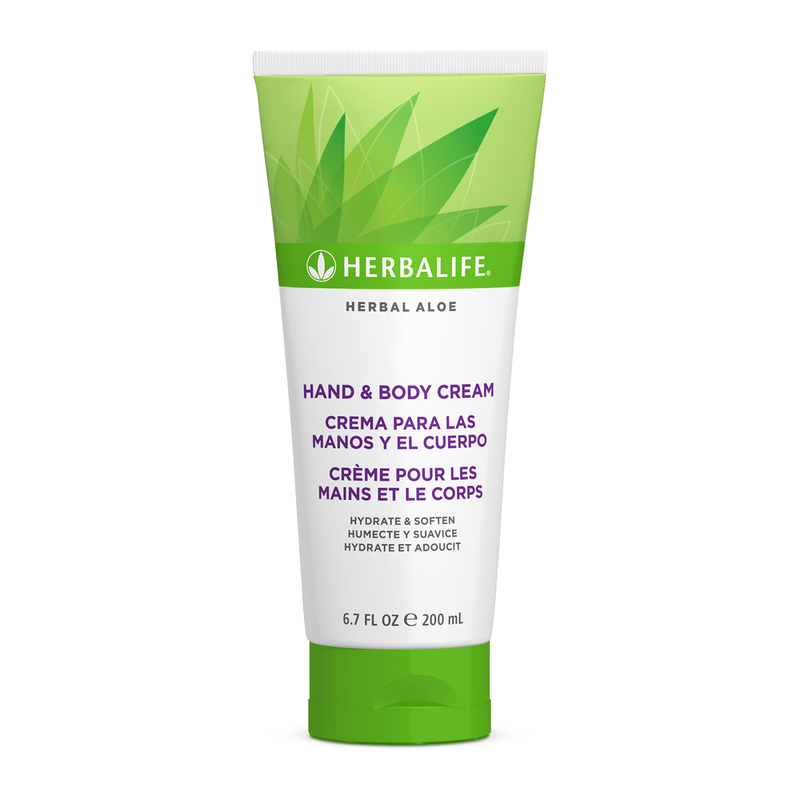 HERBALIFE®
HERBAL ALOE
HAND & BODY CREAM
CREMA PARA LAS
MANOS Y EL CUERPO
CRÈME POUR LES
MAINS ET LE CORPS
HYDRATE & SOFTEN
HUMECTE Y SUAVICE
HYDRATE ET ADOUCIT
6.7 FL OZ ℮ 200 mL